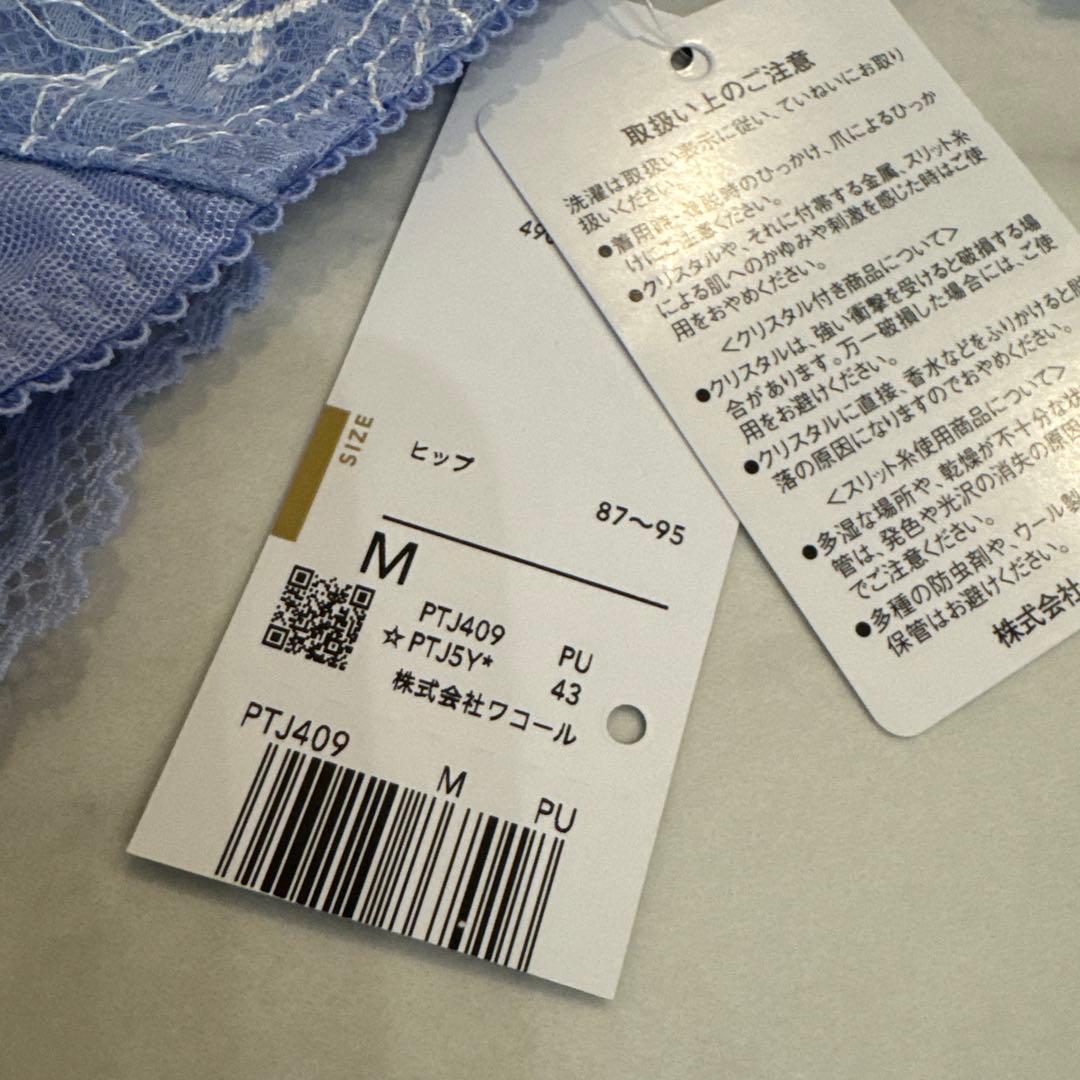 490
SIZE
ヒップ
87～95
M
PTJ409 PU
☆PTJ5Y* 43
株式会社ワコール
PTJ409 M PU
取扱い上のご注意
洗濯は取扱い表示に従い、ていねいにお取り
扱いください。
●着用時、着脱時のひっかけ、爪によるひっか
けにご注意ください。
●クリスタルや、それに付帯する金属、スリット糸
による肌へのかゆみや刺激を感じた時はご使
用をおやめください。
＜クリスタル付き商品について＞
●クリスタルは、強い衝撃を受けると破損する場
合があります。万一破損した場合には、ご使
用をお避けください。
●クリスタルに直接、香水などをふりかけると脱
落の原因になりますのでおやめください。
＜スリット糸使用商品について＞
●多湿な場所や、乾燥が不十分な状
管は、発色や光沢の消失の原因
でご注意ください。
●多種の防虫剤や、ウール製
保管はお避けください。
株式会社